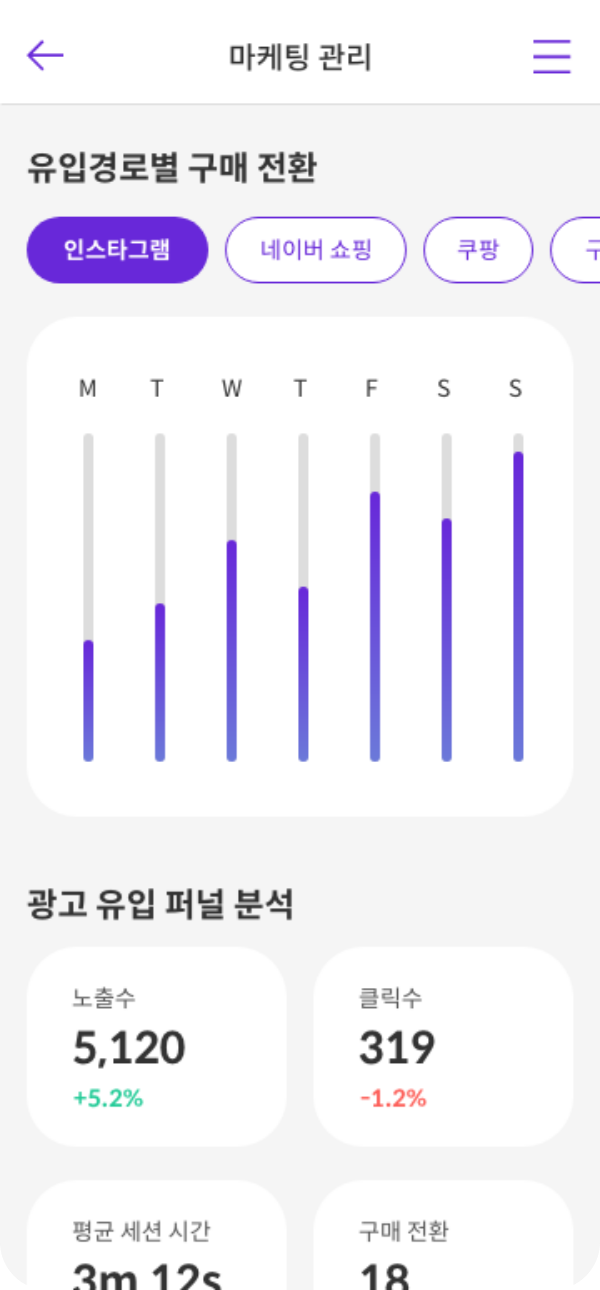 마케팅 관리
유입경로별 구매 전환
인스타그램 네이버 쇼핑 쿠팡
M T W T F S S
광고 유입 퍼널 분석
노출수 클릭수
5,120 319
+5.2% -1.2%
평균 세션 시간 구매 전환
3m 12s 18